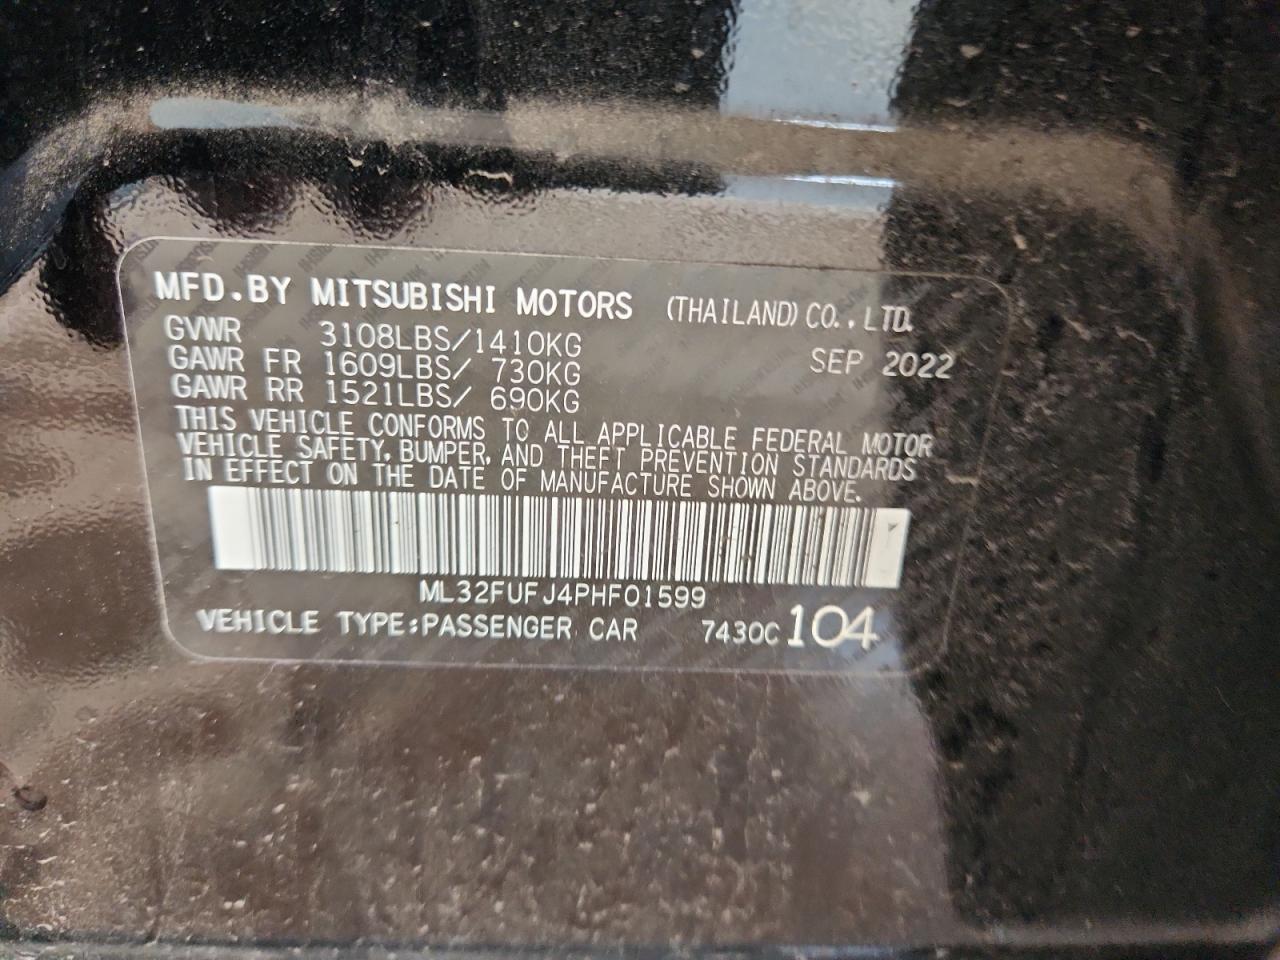 MFD.BY MITSUBISHI MOTORS (THAILAND) CO.,LTD.
GVWR 3108LBS/1410KG SEP 2022
GAWR FR 1609LBS/ 730KG
GAWR RR 1521LBS/ 690KG
THIS VEHICLE CONFORMS TO ALL APPLICABLE FEDERAL MOTOR
VEHICLE SAFETY, BUMPER, AND THEFT PREVENTION STANDARDS
IN EFFECT ON THE DATE OF MANUFACTURE SHOWN ABOVE.
ML32FUFJ4PHF01599
VEHICLE TYPE:PASSENGER CAR 7430C 104